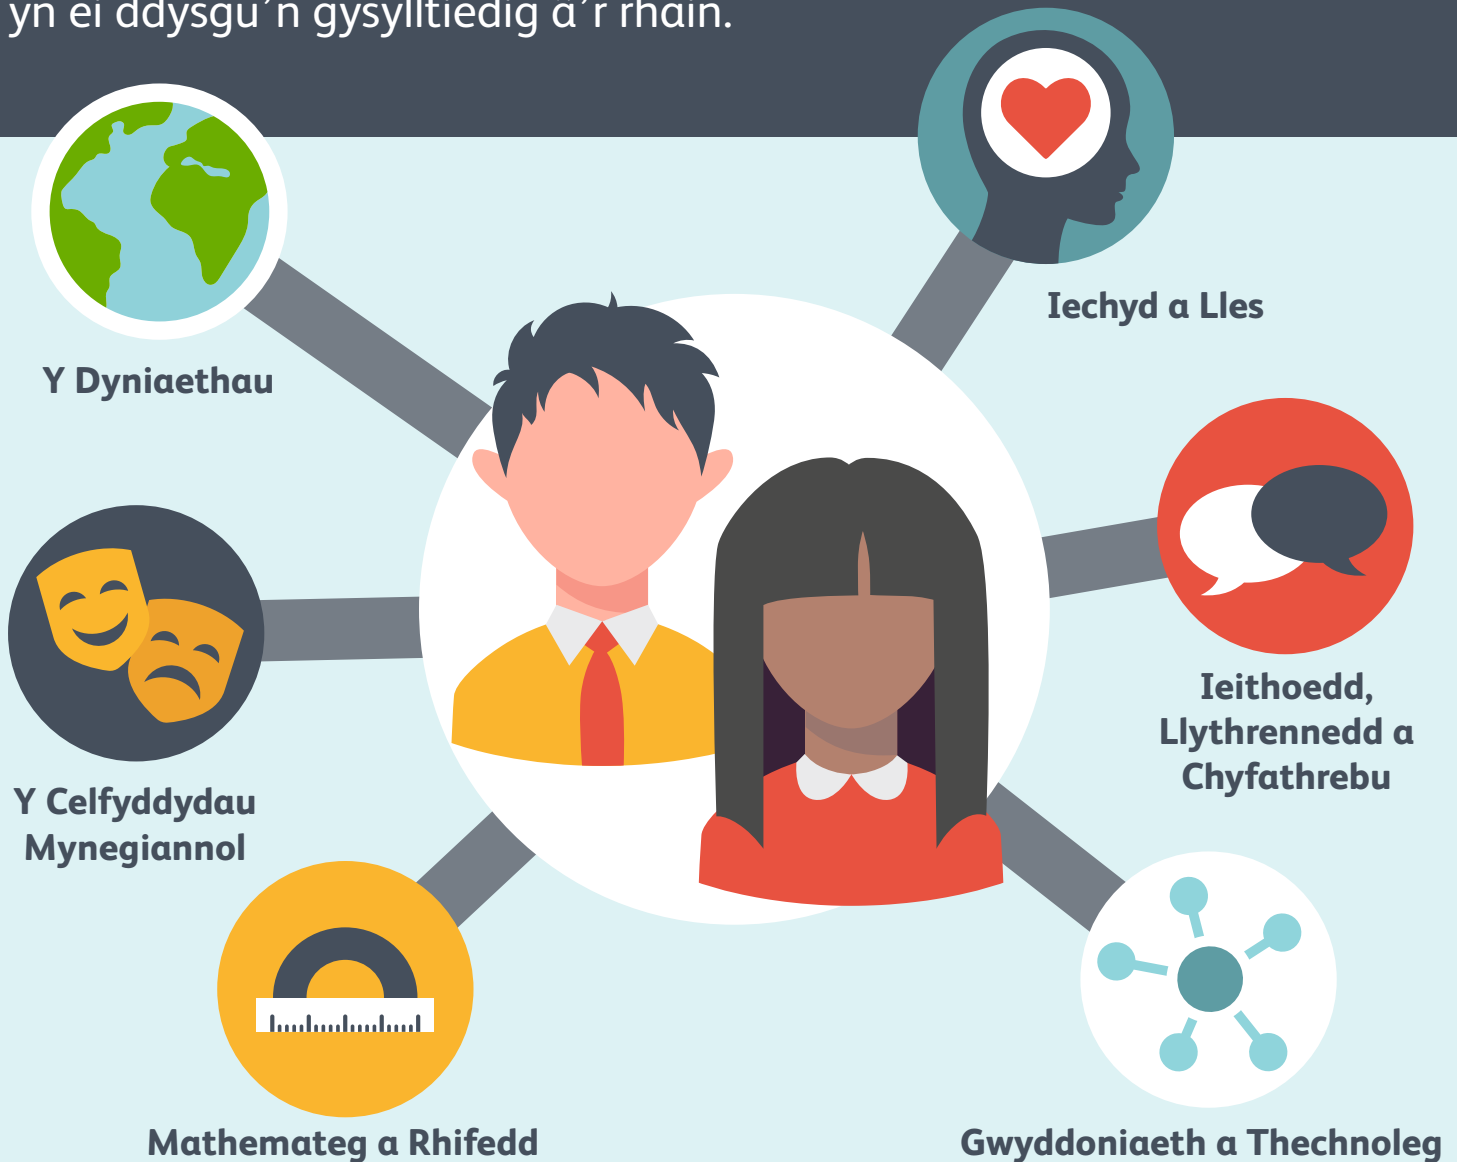 yn ei ddysgu'n gysylltiedig â'r rhain.
Iechyd a Lles
Y Dyniaethau
Ieithoedd,
Llythrennedd a
Chyfathrebu
Y Celfyddydau
Mynegiannol
Mathemateg a Rhifedd
Gwyddoniaeth a Thechnoleg